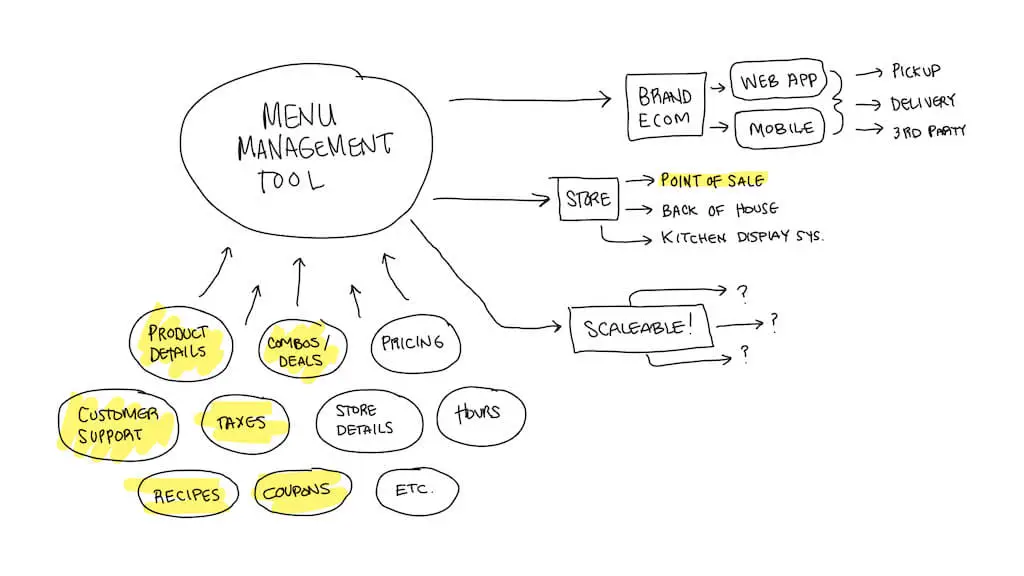 MENU
MANAGEMENT
TOOL
BRAND
ECOM
WEB APP
MOBILE
PICKUP
DELIVERY
3RD PARTY
STORE
POINT OF SALE
BACK OF HOUSE
KITCHEN DISPLAY SYS.
SCALEABLE!
?
?
?
PRODUCT
DETAILS
COMBOS/
DEALS
PRICING
CUSTOMER
SUPPORT
TAXES
STORE
DETAILS
HOURS
RECIPES
COUPONS
ETC.